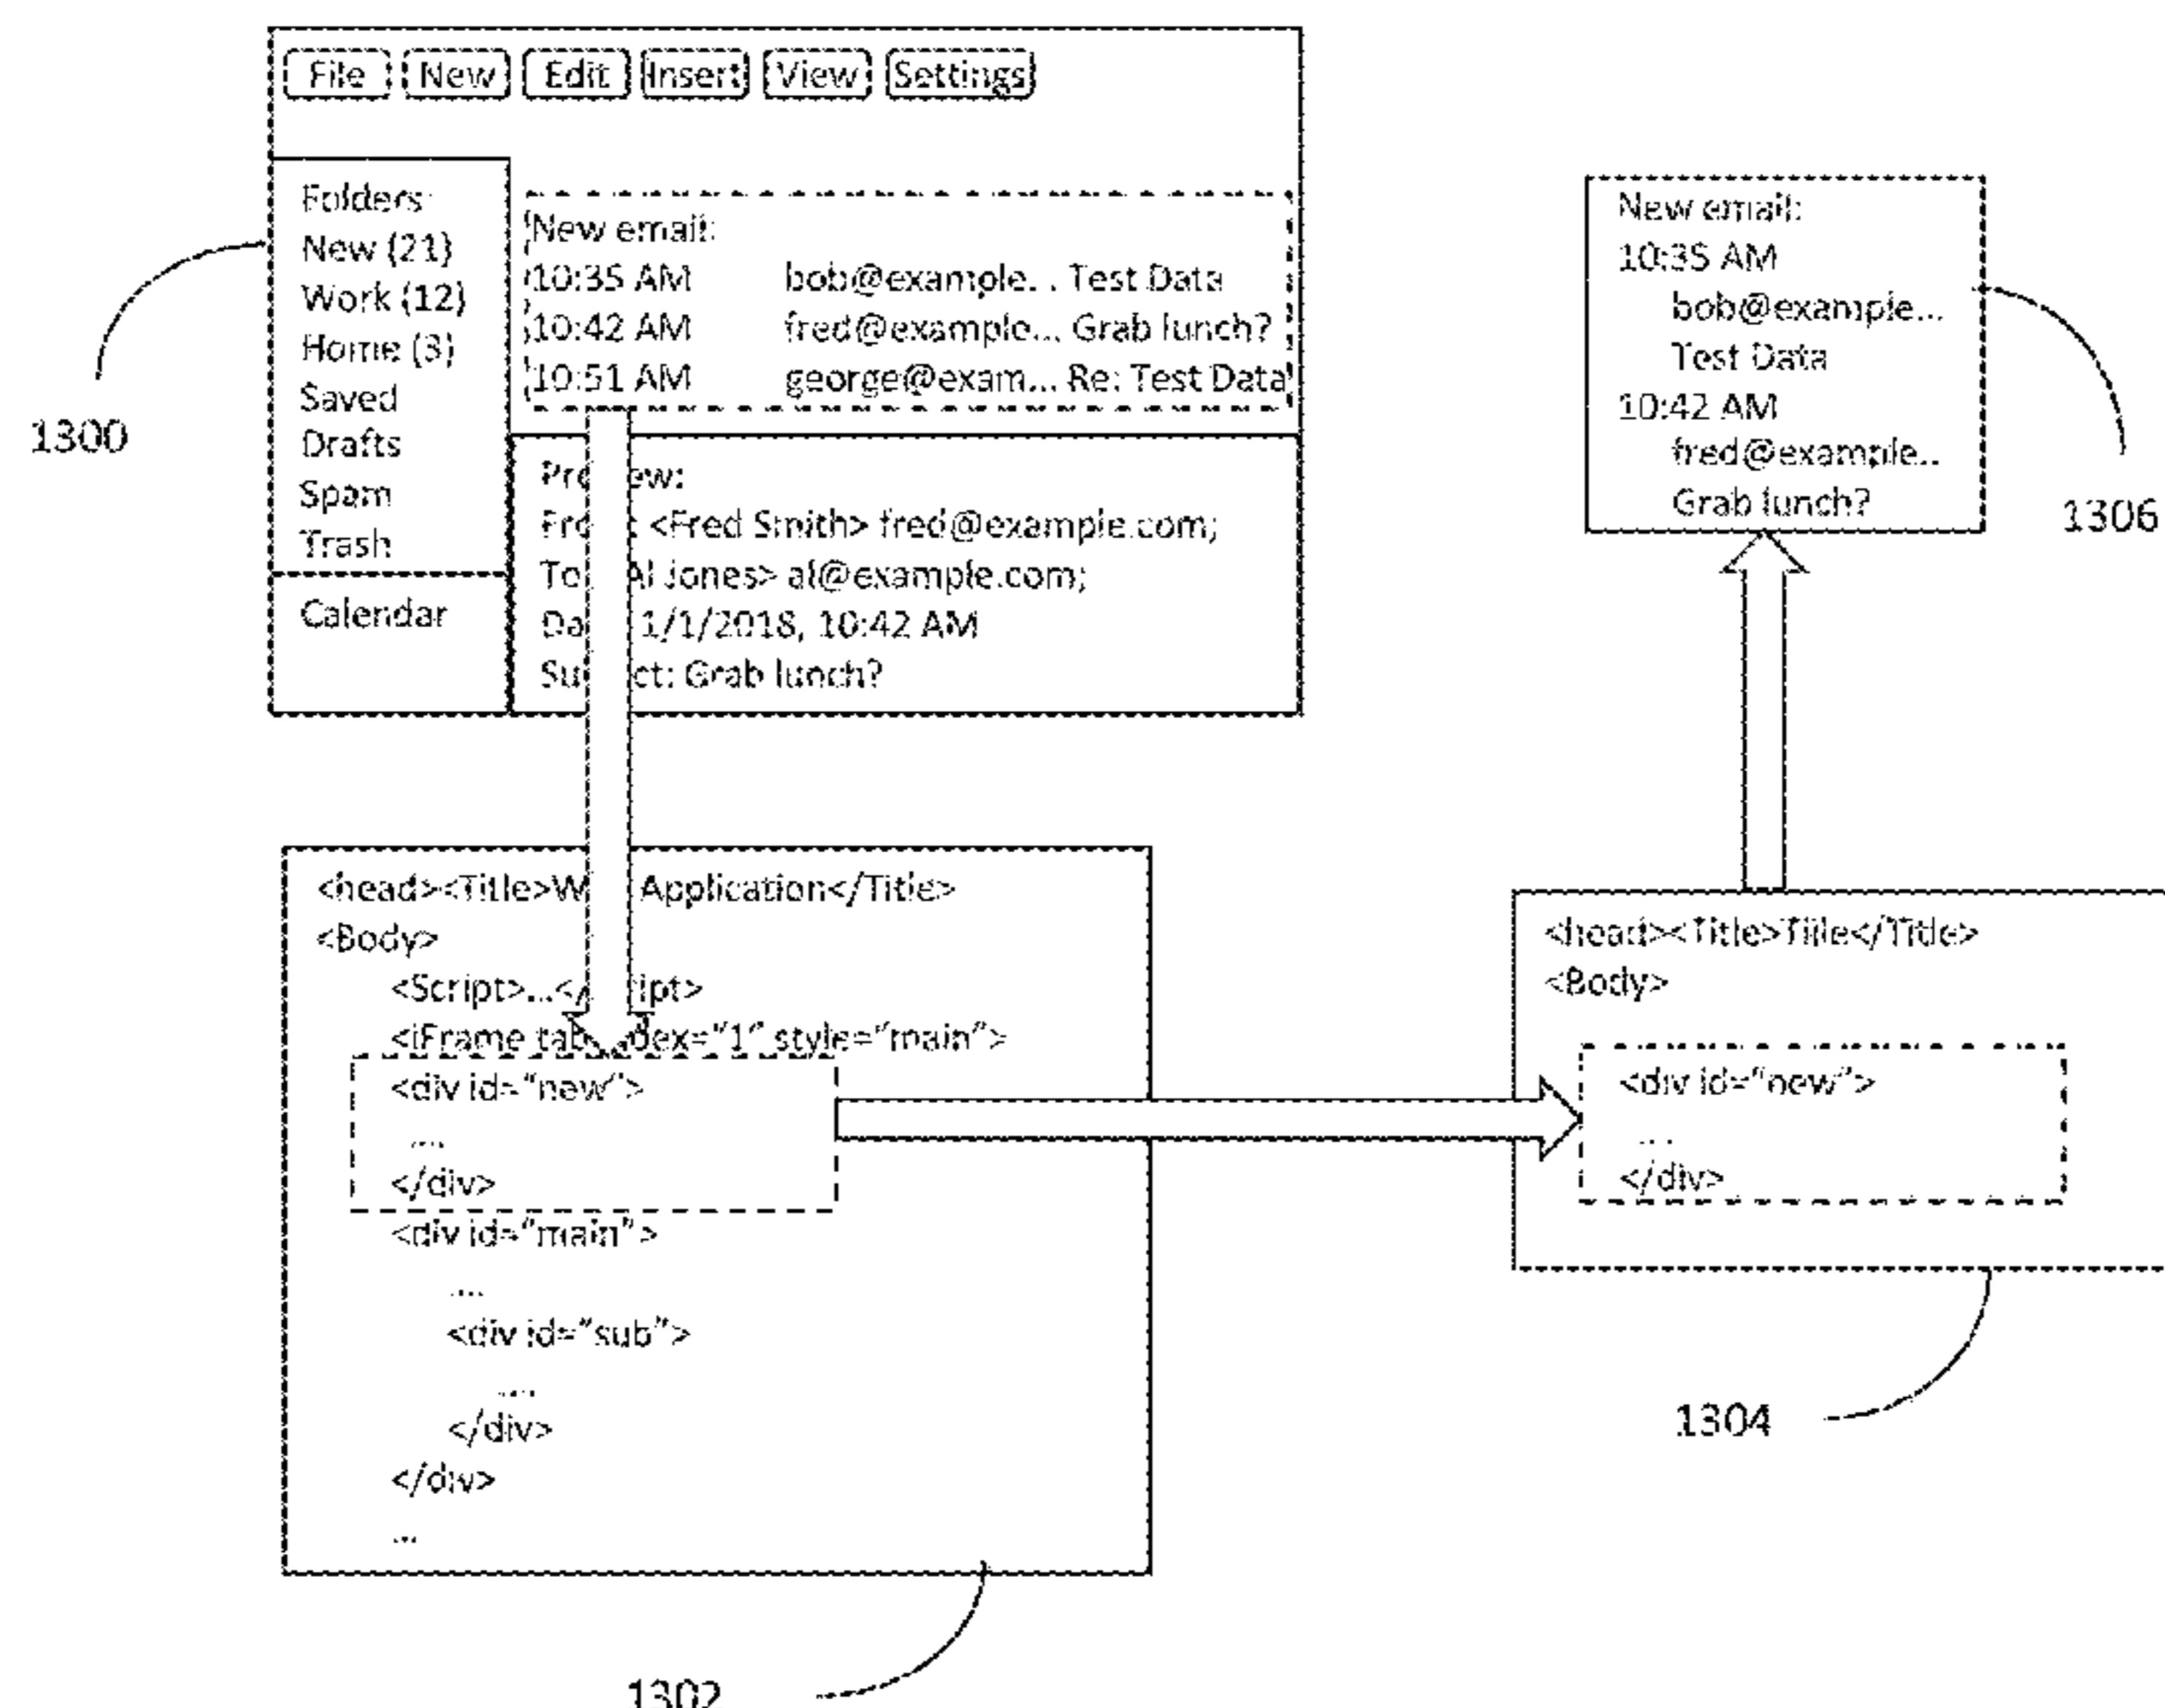 File New Edit Insert View Settings
Folders:
New (21)
Work (12)
Home (3)
Saved
Drafts
Spam
Trash
Calendar
New email:
10:35 AM bob@example... Test Data
10:42 AM fred@example... Grab lunch?
10:51 AM george@exam... Re: Test Data
Pre ew:
Fro : <Fred Smith> fred@example.com;
To Al Jones> al@example.com;
Da 1/1/2018, 10:42 AM
Su ct: Grab lunch?
1300
New email:
10:35 AM
bob@example...
Test Data
10:42 AM
fred@example..
Grab lunch?
1306
<head><Title>W Application</Title>
<Body>
<Script>...</ ipt>
<iFrame tab dex="1" style="main">
<div id="new">
....
</div>
<div id="main">
....
<div id="sub">
....
</div>
</div>
...
1302
<head><Title>Title</Title>
<Body>
<div id="new">
....
</div>
1304